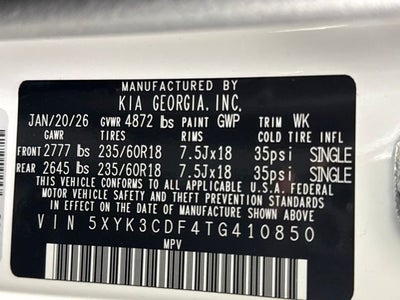 MANUFACTURED BY
KIA GEORGIA. INC.
JAN/20/26 GVWR 4872 lbs PAINT GWP TRIM WK
GAWR TIRES RIMS COLD TIRE INFL
FRONT 2777 lbs 235/60R18 7.5Jx18 35psi SINGLE
REAR 2645 lbs 235/60R18 7.5Jx18 35psi SINGLE
THIS VEHICLE CONFORMS TO ALL APPLICABLE U.S.A. FEDERAL
MOTOR VEHICLE SAFETY AND THEFT PREVENTION STANDARDS
IN EFFECT ON THE DATE OF MANUFACTURE SHOWN ABOVE.
VIN 5XYK3CDF4TG410850
MPV